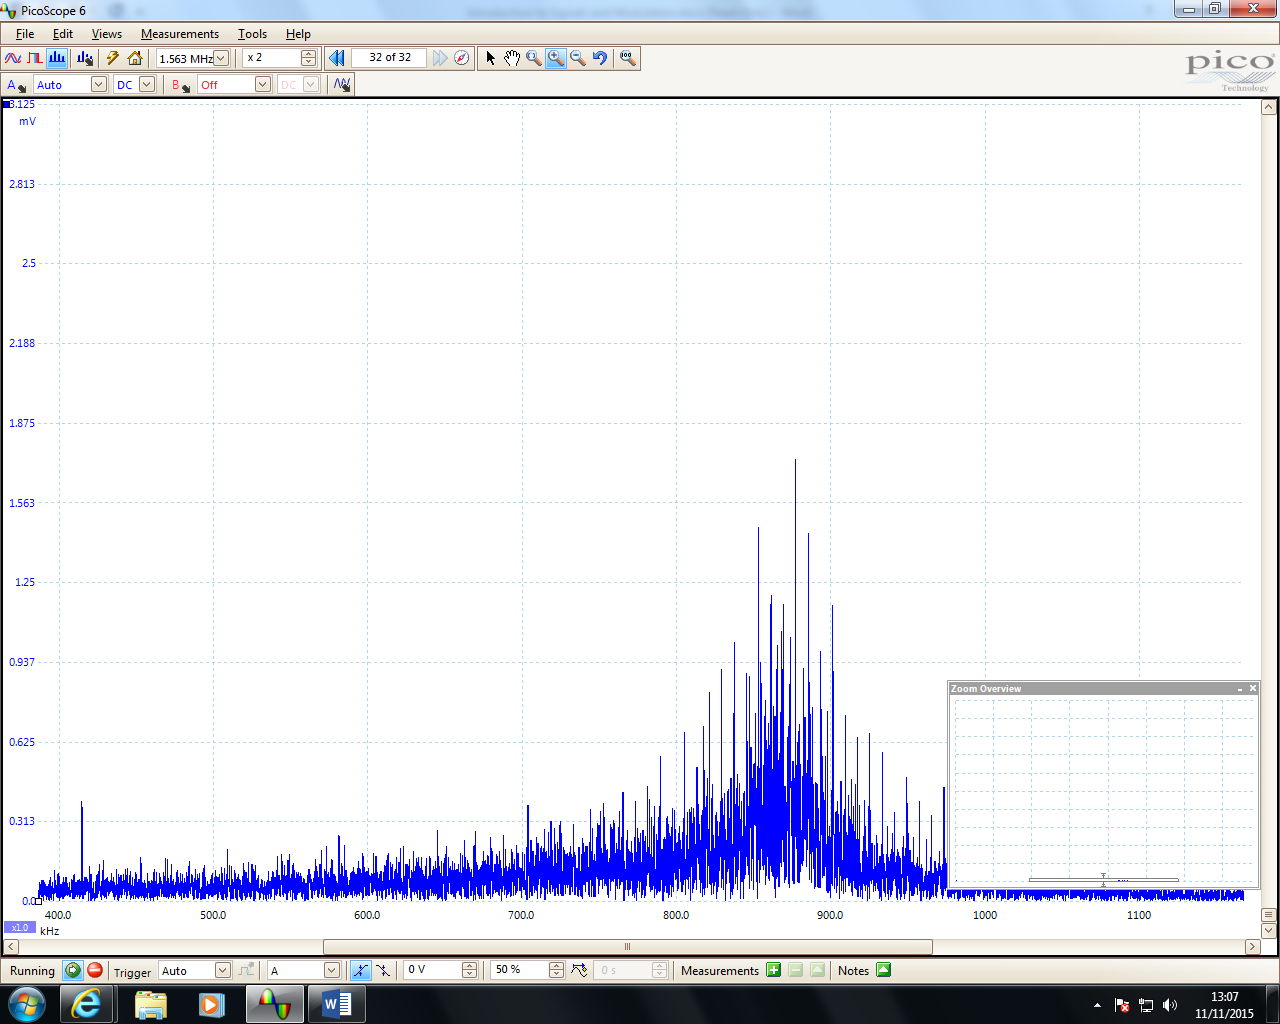 PicoScope 6
File Edit Views Measurements Tools Help
1.563 MHz x 2 32 of 32
pico
Technology
A Auto DC B Off DC
3.125
mV
2.813
2.5
2.188
1.875
1.563
1.25
0.937
0.625
0.313
0.0
Zoom Overview
400.0 500.0 600.0 700.0 800.0 900.0 1000 1100
x1.0
kHz
Running Trigger Auto A 0 V 50 % 0 s Measurements Notes
13:07
11/11/2015